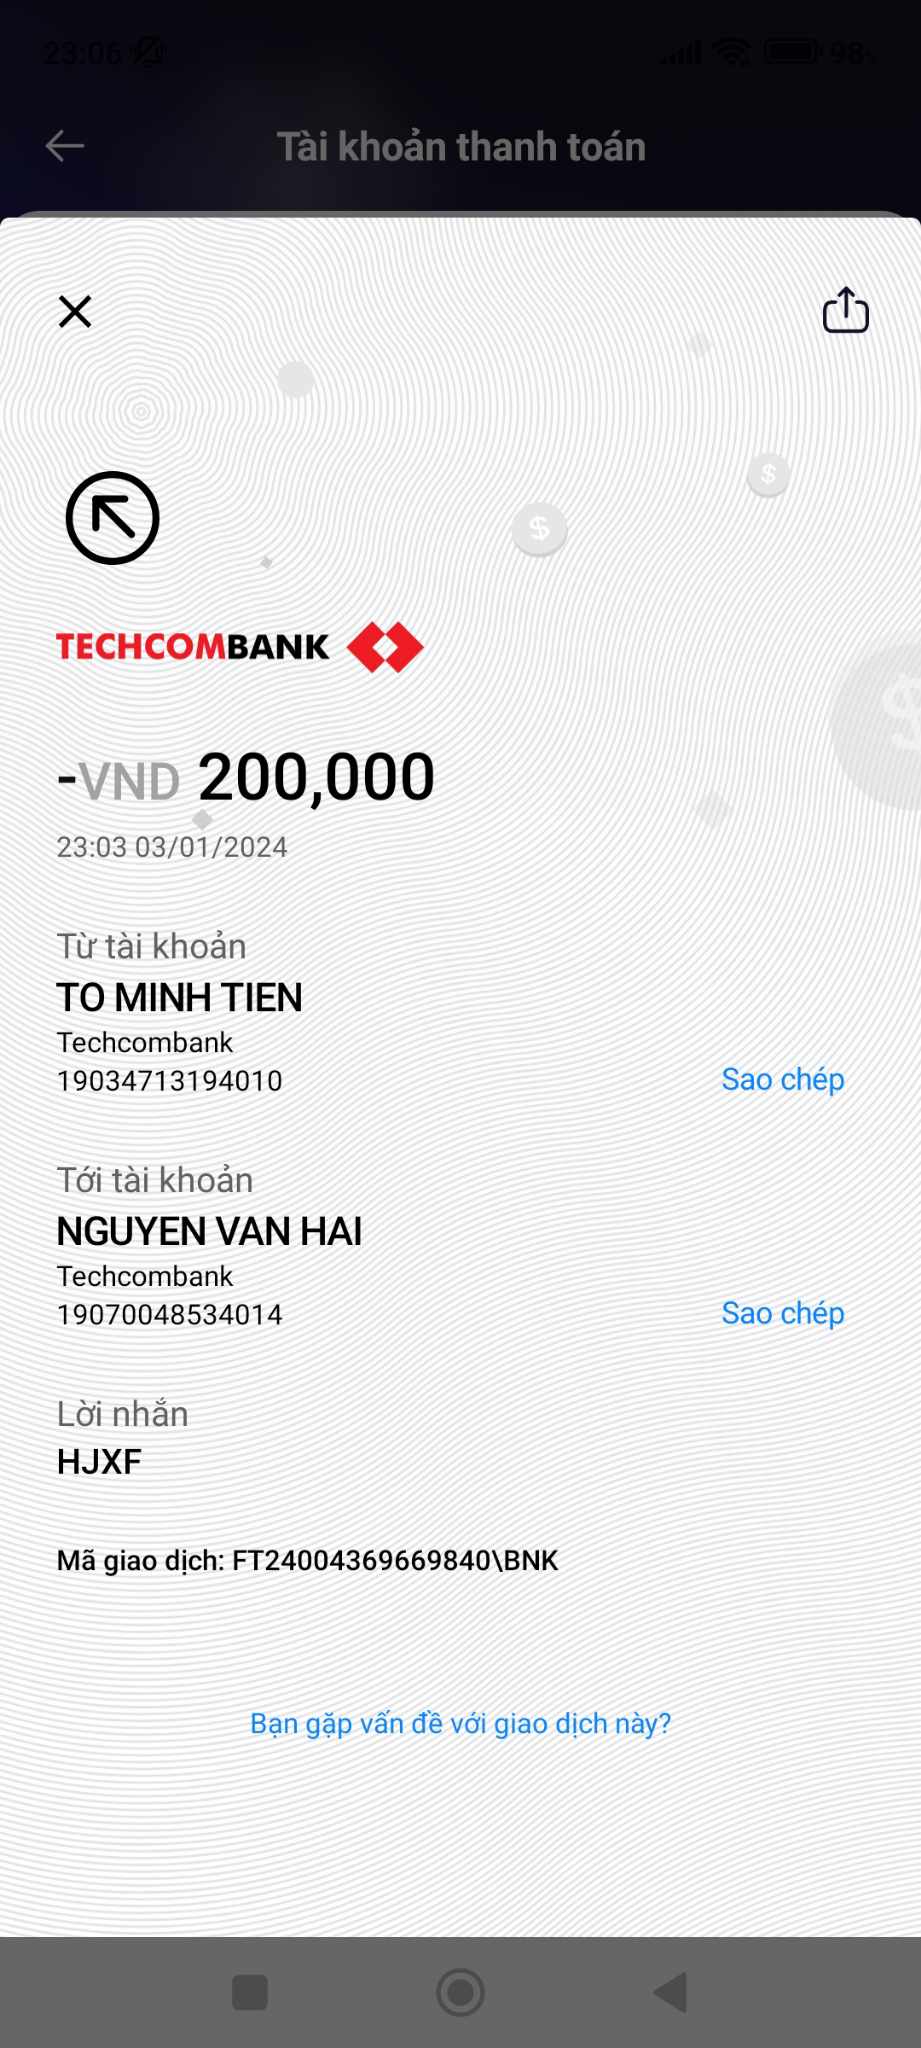 23:06 98
Tài khoản thanh toán
TECHCOMBANK
-VND 200,000
23:03 03/01/2024
Từ tài khoản
TO MINH TIEN
Techcombank
19034713194010 Sao chép
Tới tài khoản
NGUYEN VAN HAI
Techcombank
19070048534014 Sao chép
Lời nhắn
HJXF
Mã giao dịch: FT24004369669840\BNK
Bạn gặp vấn đề với giao dịch này?